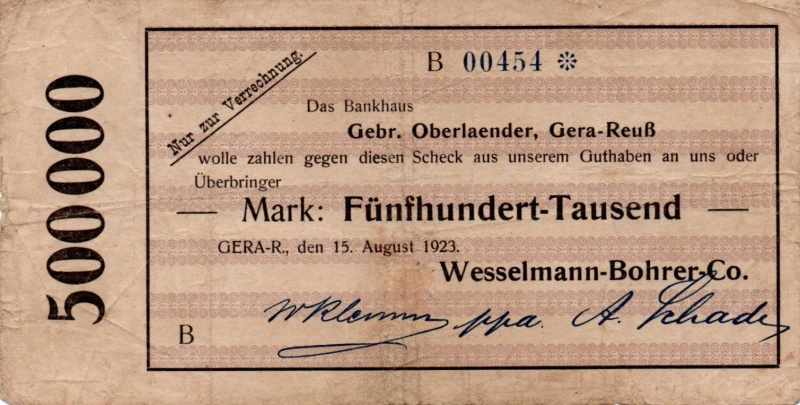 500000
Nur zur Verrechnung.
B 00454 ❊
Das Bankhaus
Gebr. Oberlaender, Gera-Reuß
wolle zahlen gegen diesen Scheck aus unserem Guthaben an uns oder
Überbringer
— Mark: Fünfhundert-Tausend —
GERA-R., den 15. August 1923.
Wesselmann-Bohrer-Co.
ppa. A. Schade
B